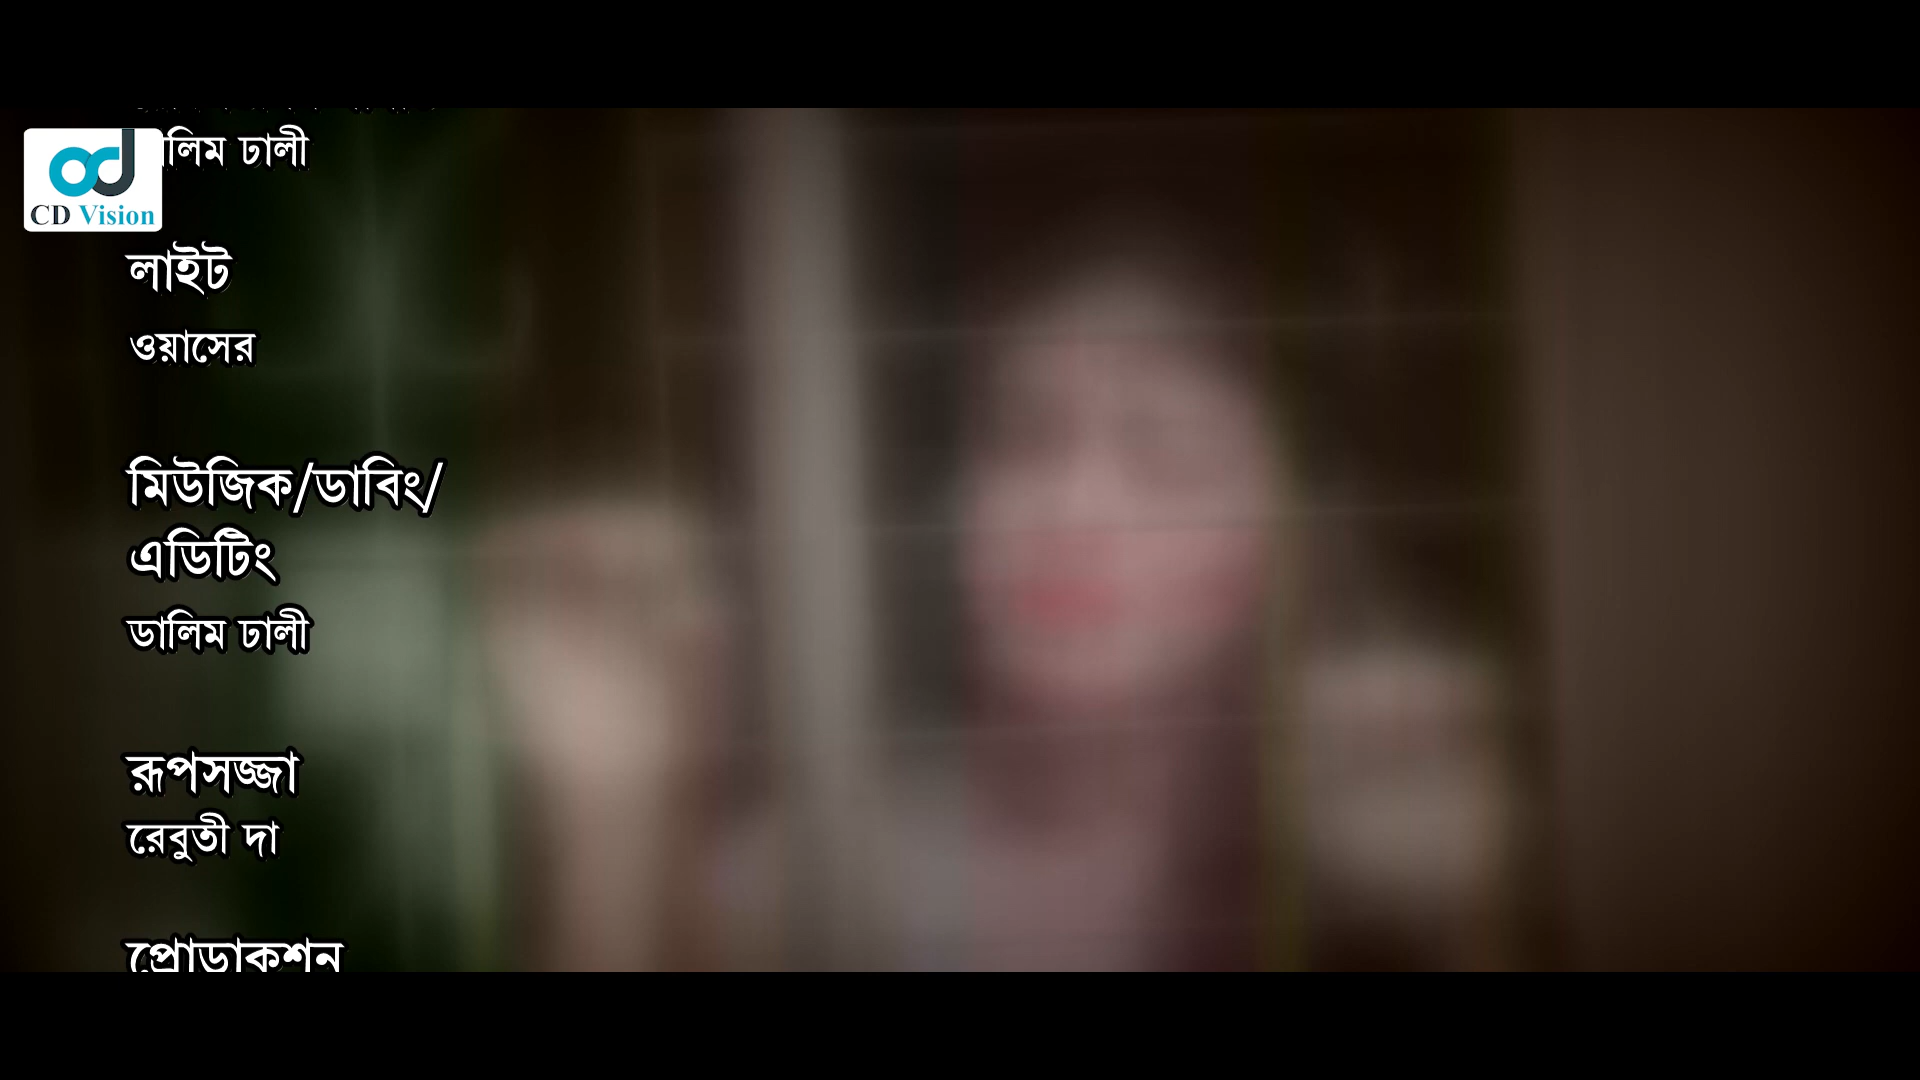 ালিম ঢালী
CD Vision
লাইট
ওয়াসের
মিউজিক/ডাবিং/
এডিটিং
ডালিম ঢালী
রূপসজ্জা
রেবুতী দা
প্রোডাকশন